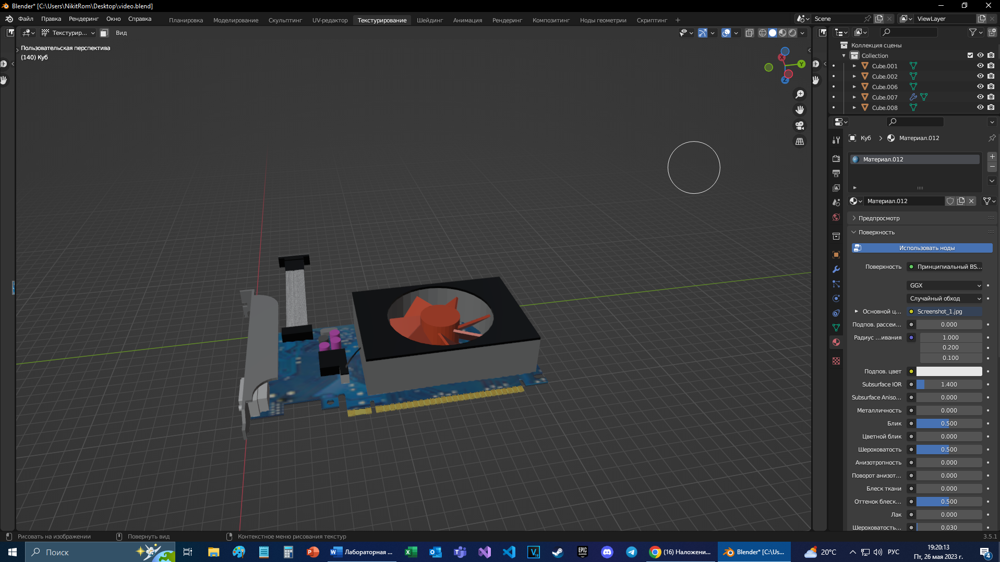 Blender* [C:\Users\NikitRom\Desktop\video.blend]
Файл Правка Рендеринг Окно Справка
Планировка Моделирование Скульптинг UV-редактор Текстурирование Шейдинг Анимация Рендеринг Композитинг Ноды геометрии Скриптинг +
Scene
ViewLayer
Текстурир...
Вид
Пользовательская перспектива
(140) Куб
X
Y
Z
Коллекция сцены
Collection
Cube.001
Cube.002
Cube.006
Cube.007
Cube.008
Куб > Материал.012
Материал.012
Материал.012
Предпросмотр
Поверхность
Использовать ноды
Поверхность Принципиальный BS...
GGX
Случайный обход
Основной ц... Screenshot_1.jpg
Подпов. рассеи... 0.000
Радиус ...ивания 1.000
0.200
0.100
Подпов. цвет
Subsurface IOR 1.400
Subsurface Aniso... 0.000
Металличность 0.000
Блик 0.500
Цветной блик 0.000
Шероховатость 0.500
Анизотропность 0.000
Поворот анизот... 0.000
Блеск ткани 0.000
Оттенок блеск... 0.500
Лак 0.000
Шероховатость... 0.030
Рисовать на изображении
Повернуть вид
Контекстное меню рисования текстур
3.5.1
Поиск
Лабораторная ...
(16) Наложени...
Blender* [C:\Us...
20°C
РУС
19:20:13
Пт, 26 мая 2023 г.
4